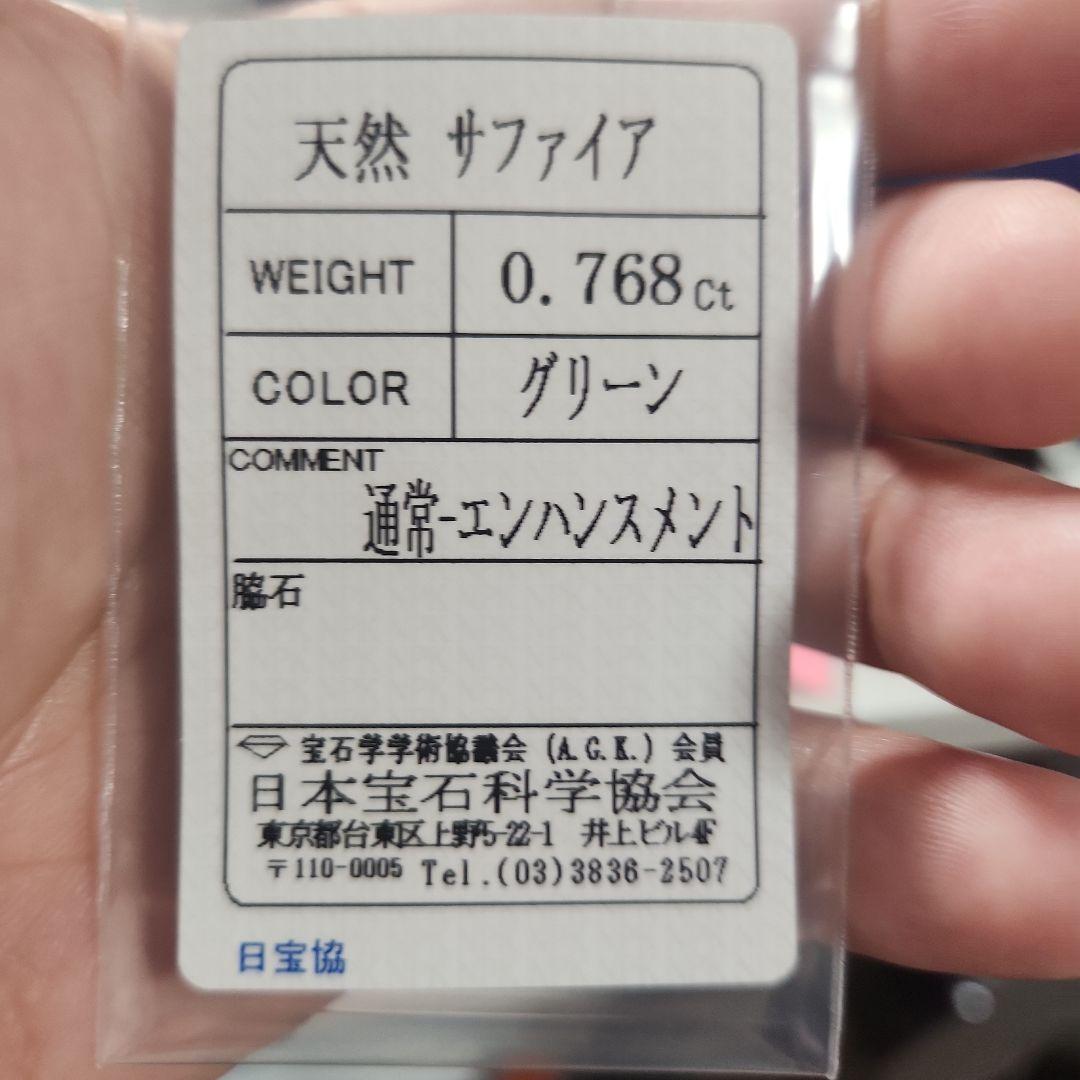 天然 サファイア
WEIGHT 0.768ct
COLOR グリーン
COMMENT
通常-エンハンスメント
脇石
宝石学学術協議会 (A.G.K.) 会員
日本宝石科学協会
東京都台東区上野5-22-1 井上ビル4F
〒110-0005 Tel.(03)3836-2507
日宝協